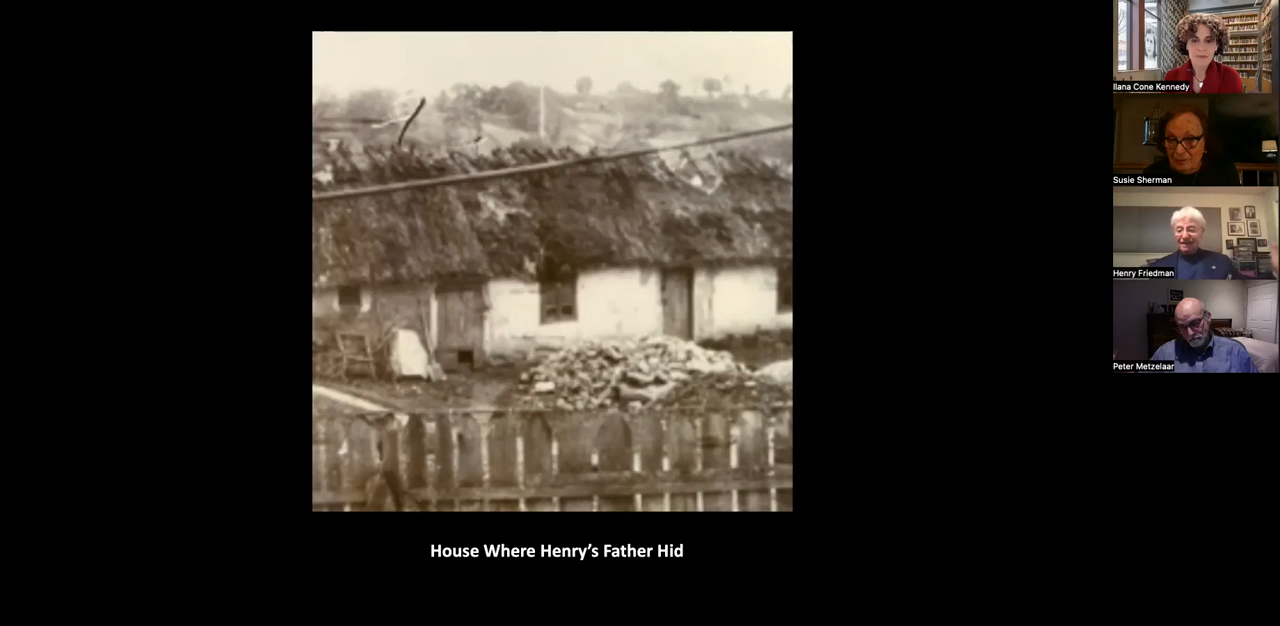 House Where Henry's Father Hid
Ilana Cone Kennedy
Susie Sherman
Henry Friedman
Peter Metzelaar